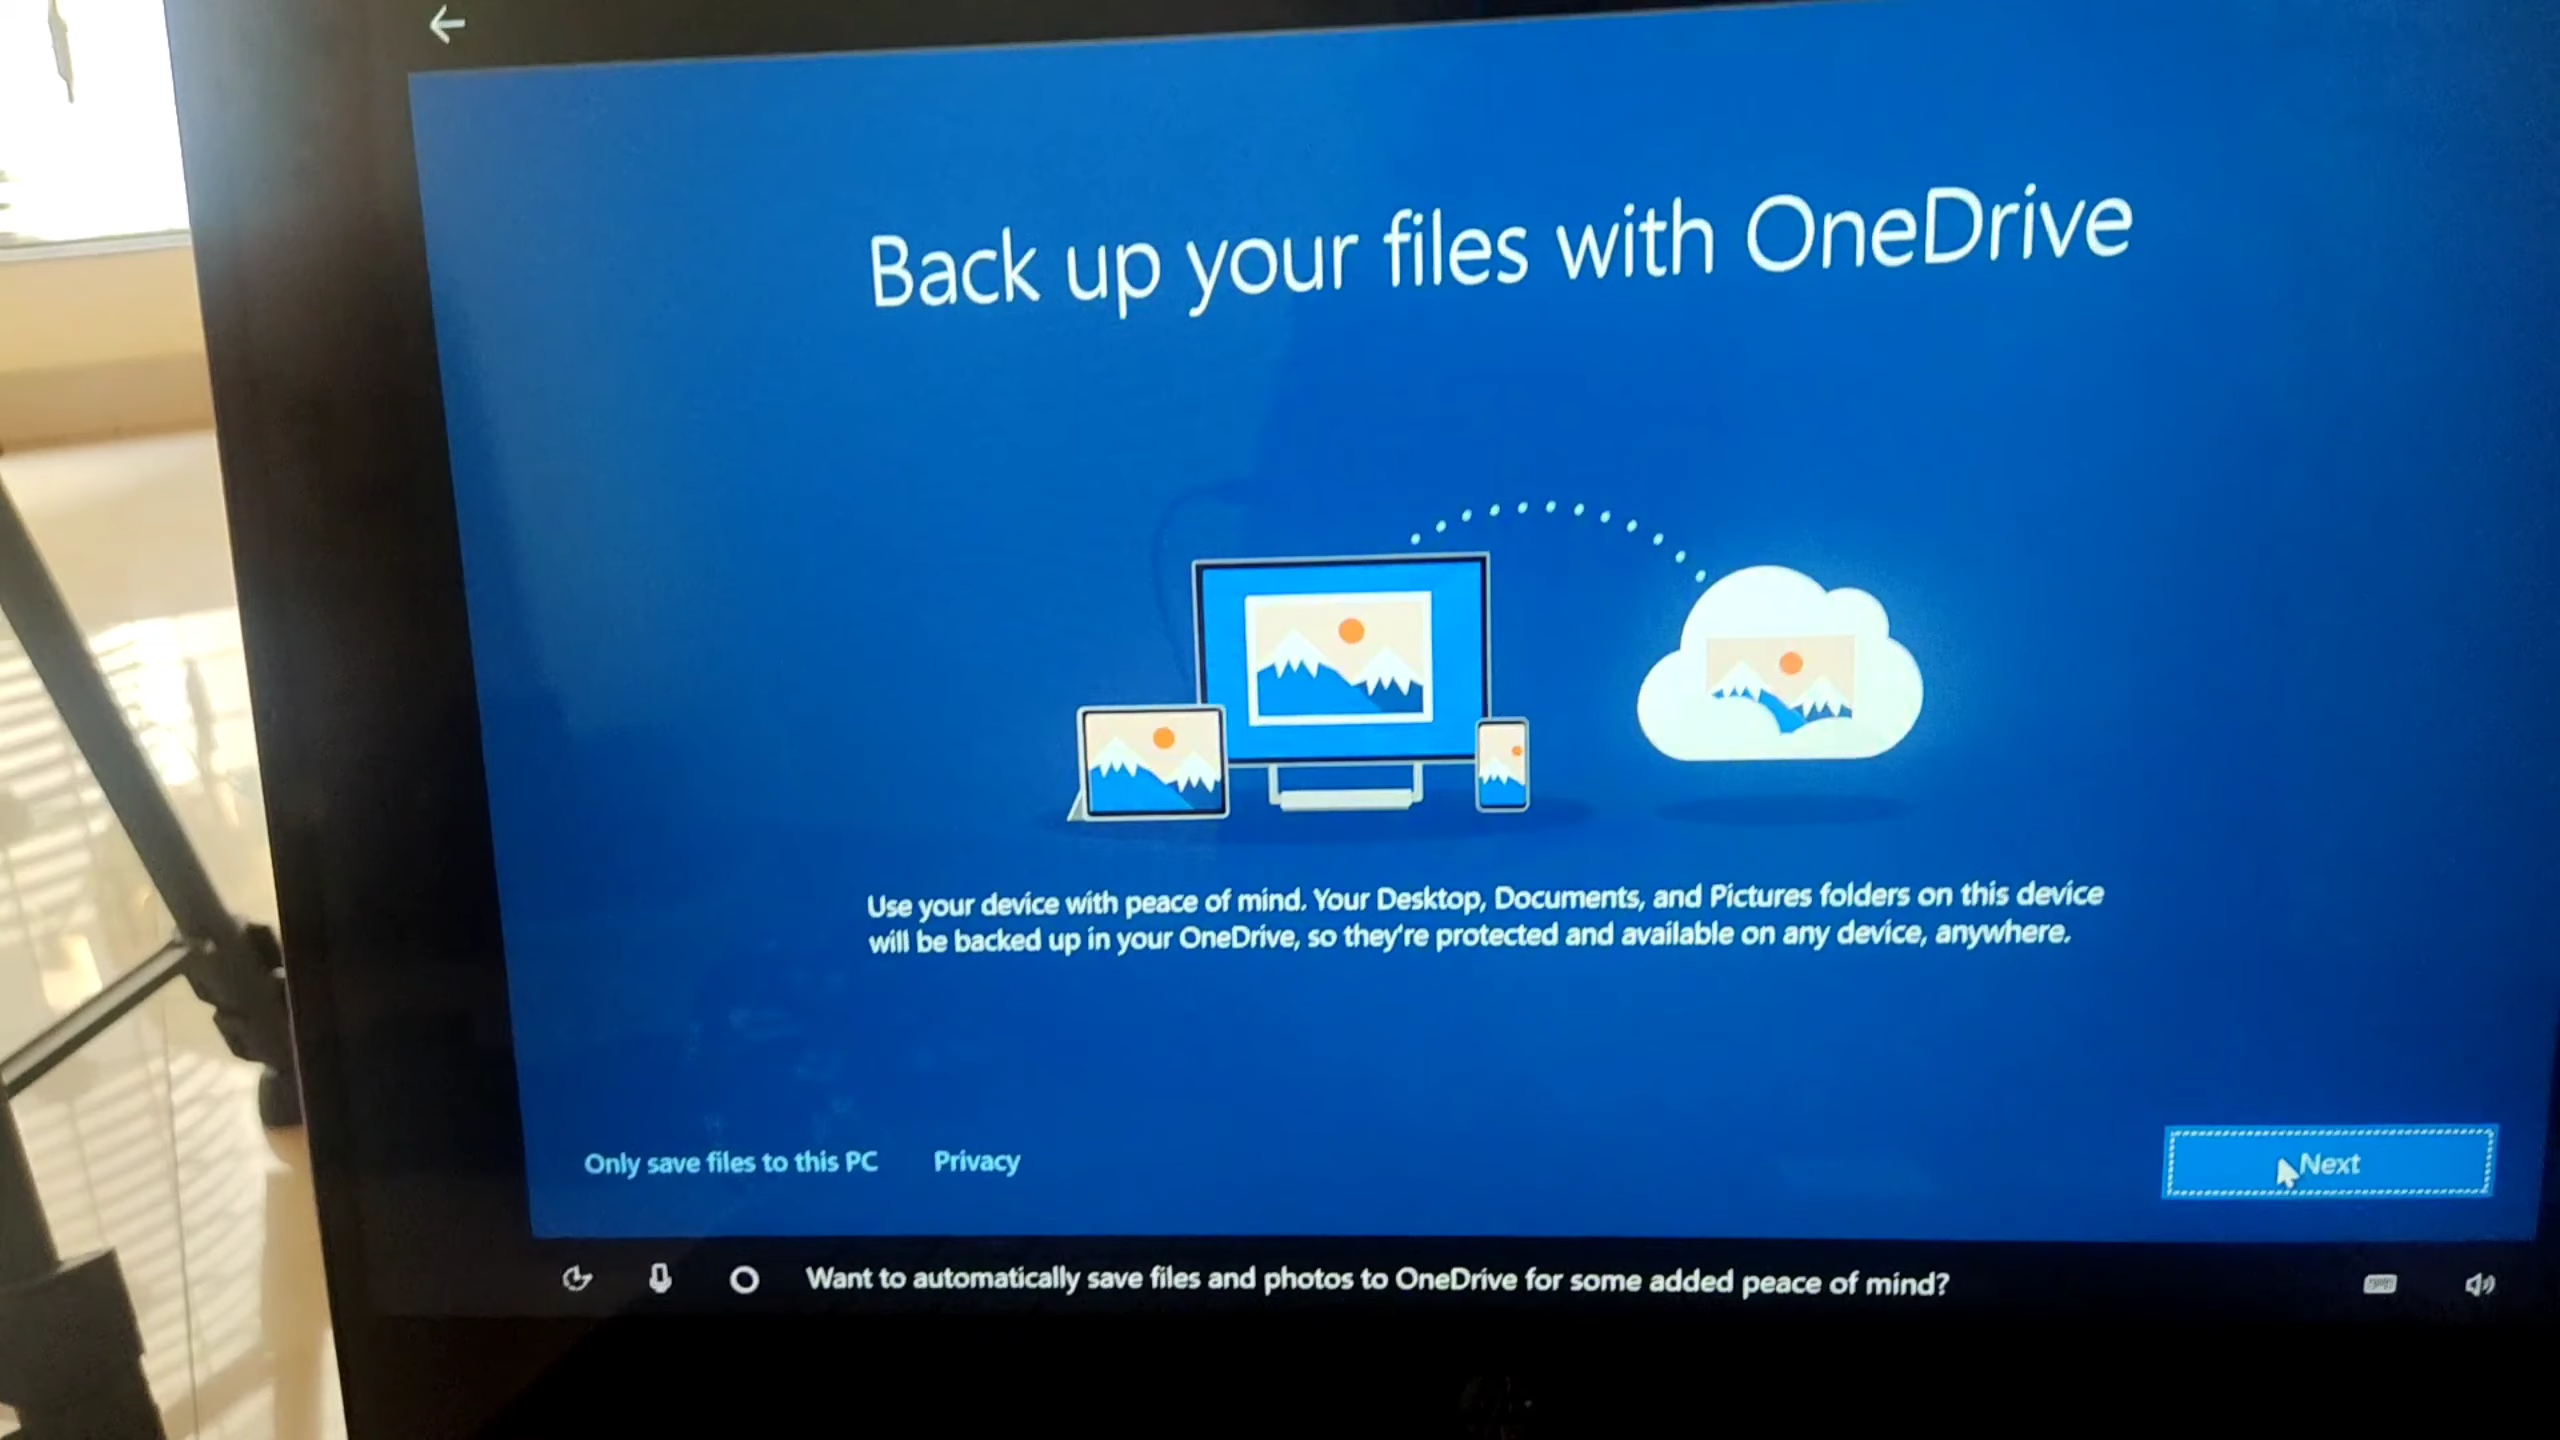 Back up your files with OneDrive
Use your device with peace of mind. Your Desktop, Documents, and Pictures folders on this device
will be backed up in your OneDrive, so they're protected and available on any device, anywhere.
Only save files to this PC
Privacy
Next
Want to automatically save files and photos to OneDrive for some added peace of mind?